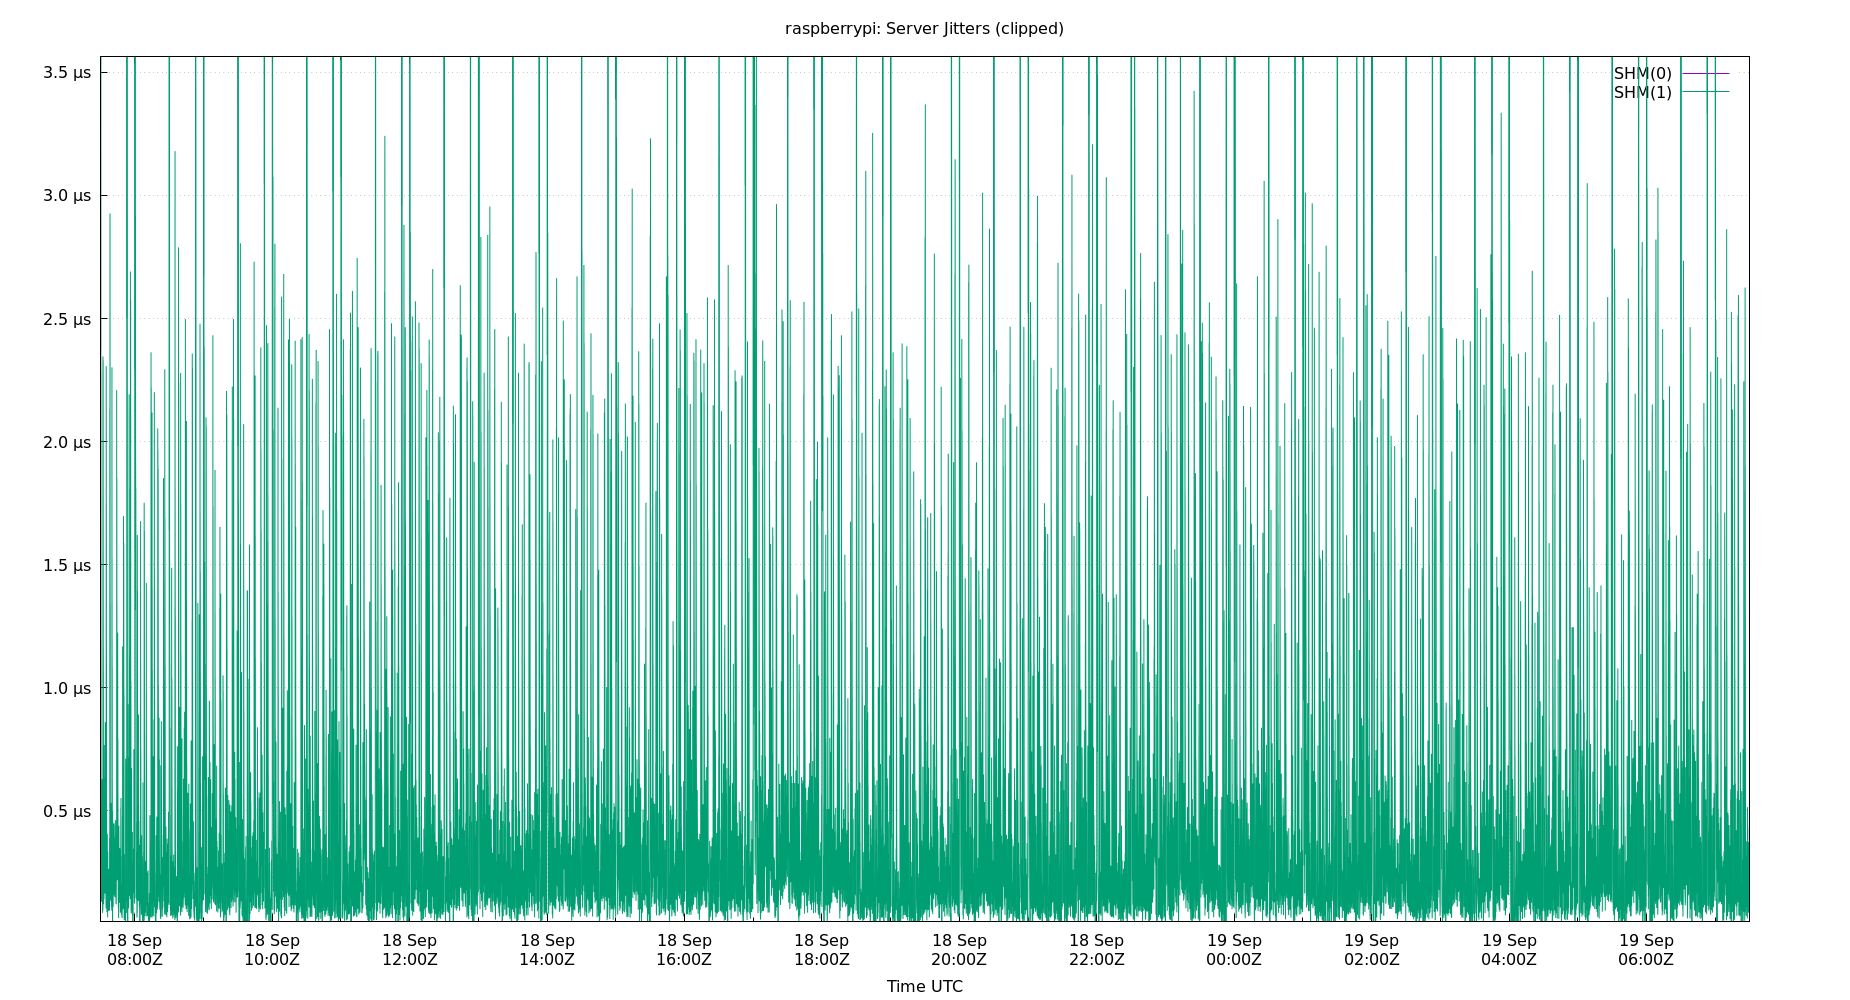 raspberrypi: Server Jitters (clipped)
3.5 μs
3.0 μs
2.5 μs
2.0 μs
1.5 μs
1.0 μs
0.5 μs
SHM(0)
SHM(1)
18 Sep 18 Sep 18 Sep 18 Sep 18 Sep 18 Sep 18 Sep 18 Sep 19 Sep 19 Sep 19 Sep 19 Sep
08:00Z 10:00Z 12:00Z 14:00Z 16:00Z 18:00Z 20:00Z 22:00Z 00:00Z 02:00Z 04:00Z 06:00Z
Time UTC